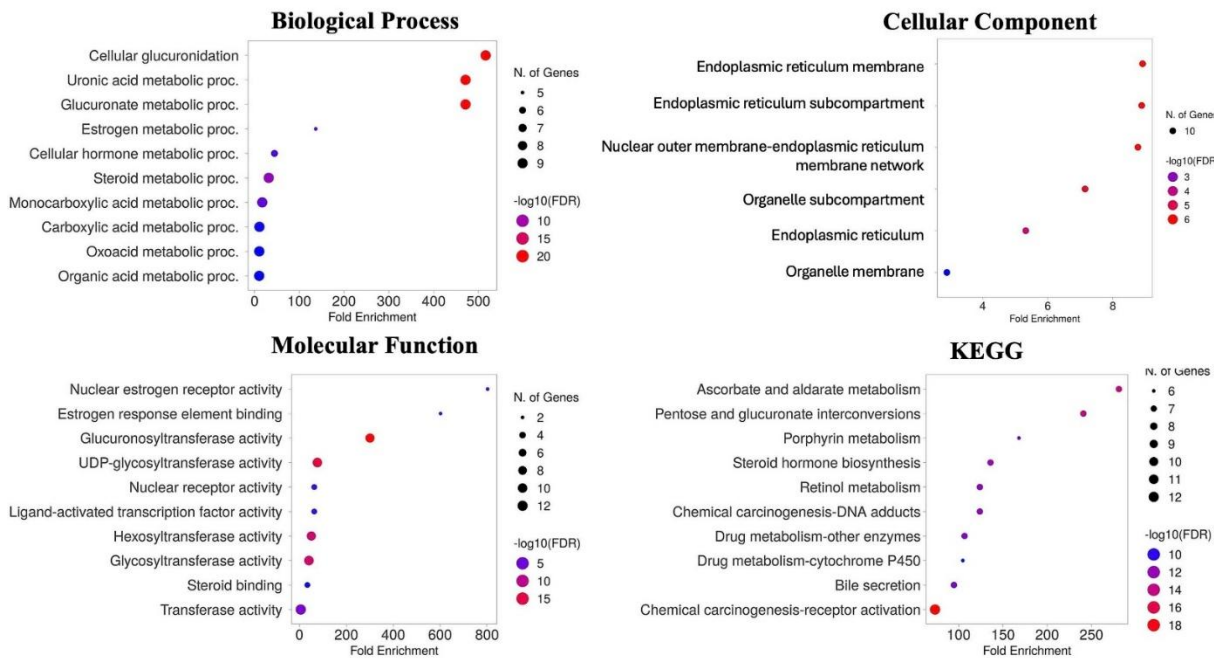 Biological Process
Cellular glucuronidation
Uronic acid metabolic proc.
Glucuronate metabolic proc.
Estrogen metabolic proc.
Cellular hormone metabolic proc.
Steroid metabolic proc.
Monocarboxylic acid metabolic proc.
Carboxylic acid metabolic proc.
Oxoacid metabolic proc.
Organic acid metabolic proc.
0 100 200 300 400 500
Fold Enrichment
N. of Genes
5
6
7
8
9
-log10(FDR)
10
15
20
Cellular Component
Endoplasmic reticulum membrane
Endoplasmic reticulum subcompartment
Nuclear outer membrane-endoplasmic reticulum
membrane network
Organelle subcompartment
Endoplasmic reticulum
Organelle membrane
4 6 8
Fold Enrichment
N. of Genes
10
-log10(FDR)
3
4
5
6
Molecular Function
Nuclear estrogen receptor activity
Estrogen response element binding
Glucuronosyltransferase activity
UDP-glycosyltransferase activity
Nuclear receptor activity
Ligand-activated transcription factor activity
Hexosyltransferase activity
Glycosyltransferase activity
Steroid binding
Transferase activity
0 200 400 600 800
Fold Enrichment
N. of Genes
2
4
6
8
10
12
-log10(FDR)
5
10
15
KEGG
Ascorbate and aldarate metabolism
Pentose and glucuronate interconversions
Porphyrin metabolism
Steroid hormone biosynthesis
Retinol metabolism
Chemical carcinogenesis-DNA adducts
Drug metabolism-other enzymes
Drug metabolism-cytochrome P450
Bile secretion
Chemical carcinogenesis-receptor activation
100 150 200 250
Fold Enrichment
N. of Genes
6
7
8
9
10
11
12
-log10(FDR)
10
12
14
16
18